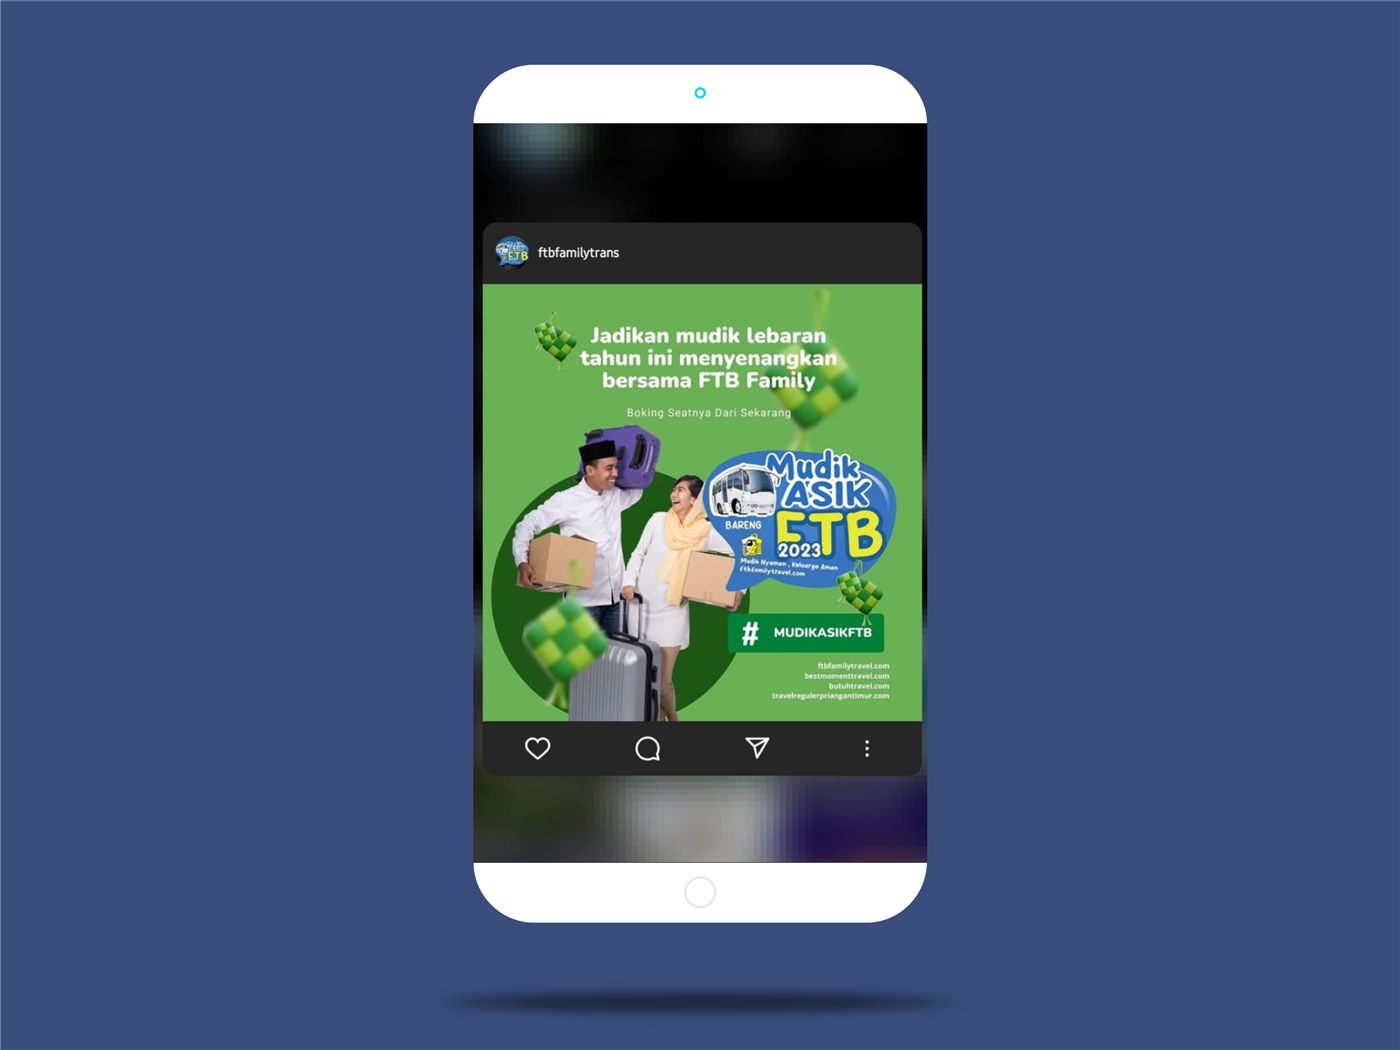 ftbfamilytrans
Jadikan mudik lebaran
tahun ini menyenangkan
bersama FTB Family
Boking Seatnya Dari Sekarang
Mudik
ASIK
BARENG
FTB
2023
Mudik Nyaman , Keluarga Aman
ftbfamilytravel.com
# MUDIKASIKFTB
ftbfamilytravel.com
bestmomenttravel.com
butuhtravel.com
travelregulerpriangantimur.com